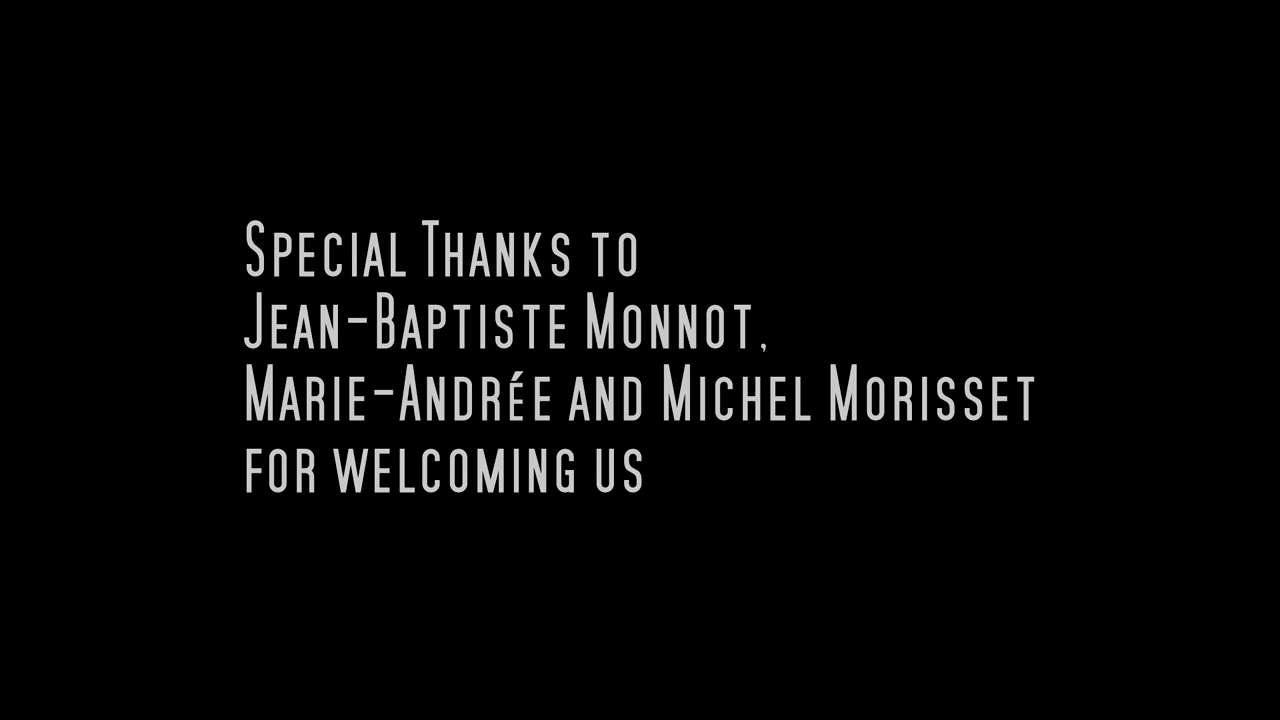 Special Thanks to
Jean-Baptiste Monnot,
Marie-Andrée and Michel Morisset
for welcoming us